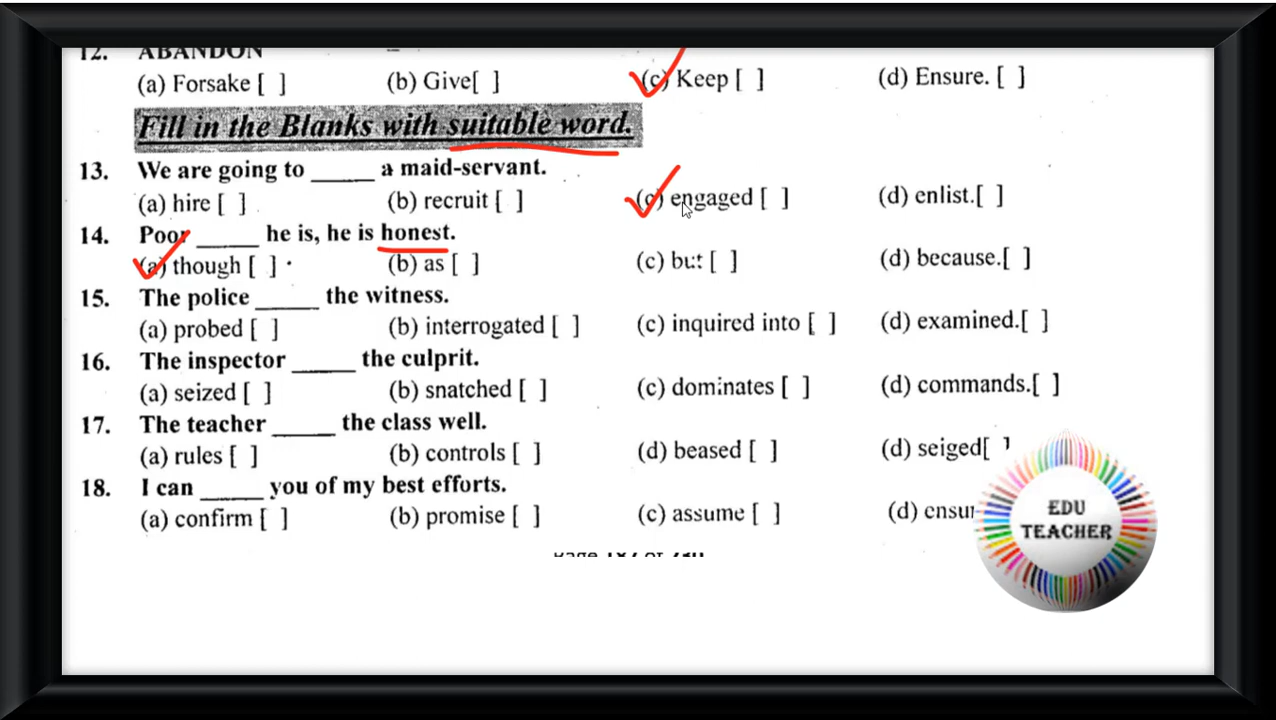 12. ABANDON
(a) Forsake [ ] (b) Give[ ] (c) Keep [ ] (d) Ensure. [ ]
Fill in the Blanks with suitable word.
13. We are going to _____ a maid-servant.
(a) hire [ ] (b) recruit [ ] (c) engaged [ ] (d) enlist.[ ]
14. Poor _____ he is, he is honest.
(a) though [ ] (b) as [ ] (c) but [ ] (d) because.[ ]
15. The police _____ the witness.
(a) probed [ ] (b) interrogated [ ] (c) inquired into [ ] (d) examined.[ ]
16. The inspector _____ the culprit.
(a) seized [ ] (b) snatched [ ] (c) dominates [ ] (d) commands.[ ]
17. The teacher _____ the class well.
(a) rules [ ] (b) controls [ ] (d) beased [ ] (d) seiged[ ]
18. I can _____ you of my best efforts.
(a) confirm [ ] (b) promise [ ] (c) assume [ ] (d) ensur
EDU
TEACHER